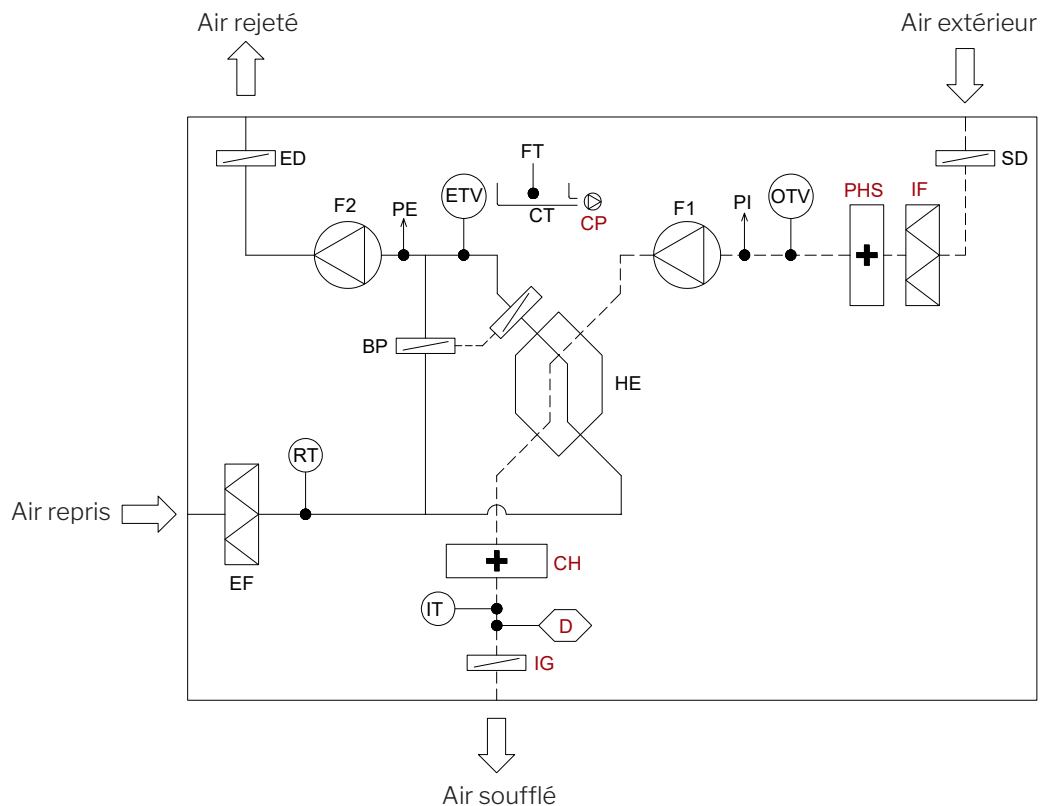 Air rejeté
Air extérieur
ED
FT
SD
F2
PE
ETV
CT
CP
F1
PI
OTV
PHS
IF
BP
HE
RT
Air repris
EF
CH
IT
D
IG
Air soufflé